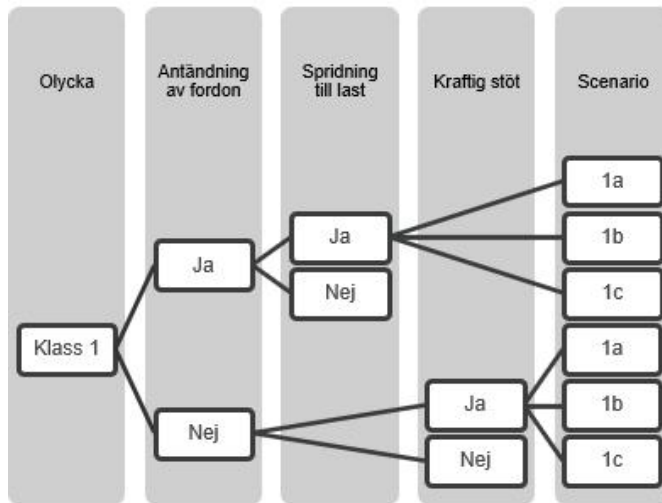 Olycka
Antändning
av fordon
Spridning
till last
Kraftig stöt
Scenario
Klass 1
Ja
Nej
Ja
Nej
Ja
Nej
1a
1b
1c
1a
1b
1c